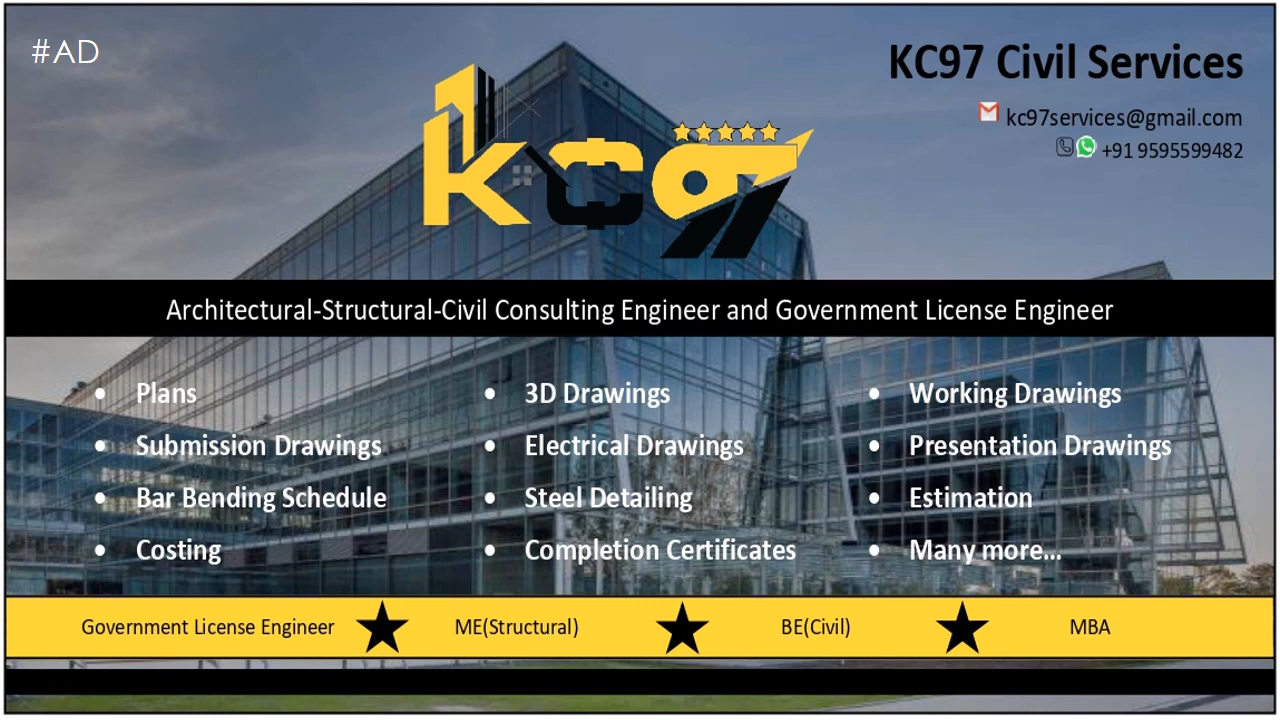 #AD
KC97 Civil Services
kc97services@gmail.com
+91 9595599482
kc97
Architectural-Structural-Civil Consulting Engineer and Government License Engineer
• Plans
• Submission Drawings
• Bar Bending Schedule
• Costing
• 3D Drawings
• Electrical Drawings
• Steel Detailing
• Completion Certificates
• Working Drawings
• Presentation Drawings
• Estimation
• Many more...
Government License Engineer ★ ME(Structural) ★ BE(Civil) ★ MBA